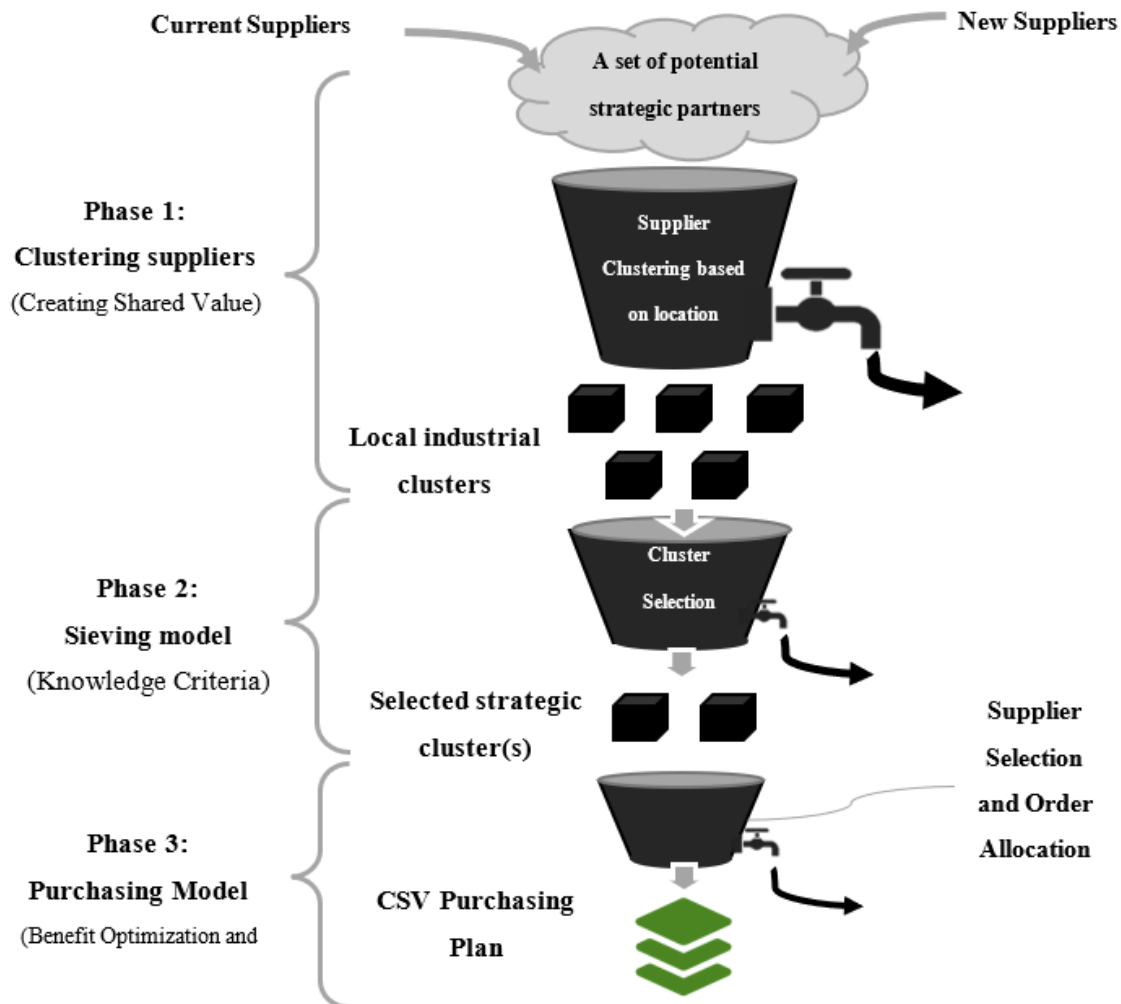 Current Suppliers
New Suppliers
A set of potential
strategic partners
Phase 1:
Clustering suppliers
(Creating Shared Value)
Supplier
Clustering based
on location
Local industrial
clusters
Cluster
Selection
Phase 2:
Sieving model
(Knowledge Criteria)
Selected strategic
cluster(s)
Supplier
Selection
and Order
Allocation
Phase 3:
Purchasing Model
(Benefit Optimization and
CSV Purchasing
Plan